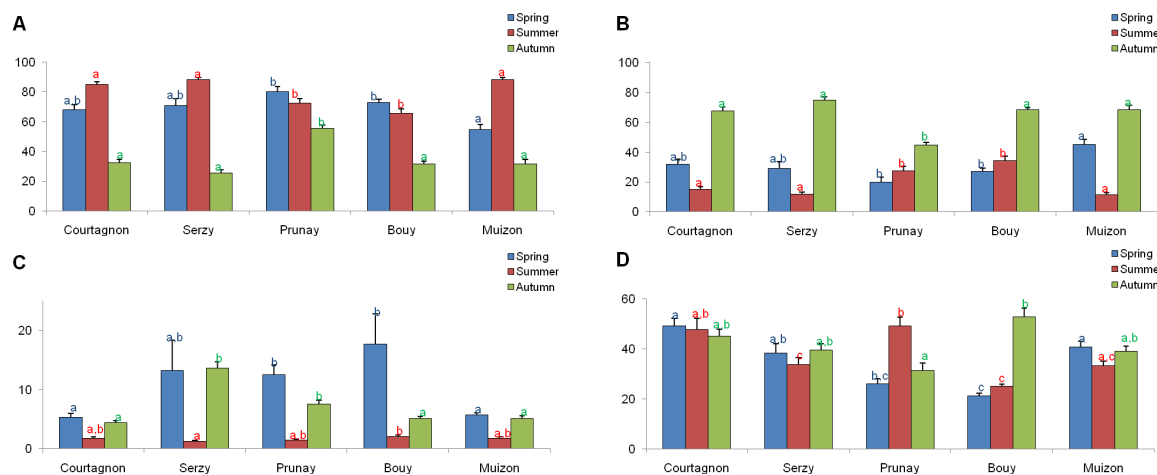 A
Spring
Summer
Autumn
100
80
60
40
20
0
a,b a a
a,b a a
b b b
b b a
a a a
Courtagnon Serzy Prunay Bouy Muizon
B
Spring
Summer
Autumn
100
80
60
40
20
0
a,b a a
a,b a a
b b b
b b a
a a a
Courtagnon Serzy Prunay Bouy Muizon
C
Spring
Summer
Autumn
20
10
0
a a,b a
a,b a b
b a,b a
b b a
a a,b a
Courtagnon Serzy Prunay Bouy Muizon
D
Spring
Summer
Autumn
60
40
20
0
a a,b a,b
a,b c a,b
b,c a a
c c b
a a,c a,b
Courtagnon Serzy Prunay Bouy Muizon